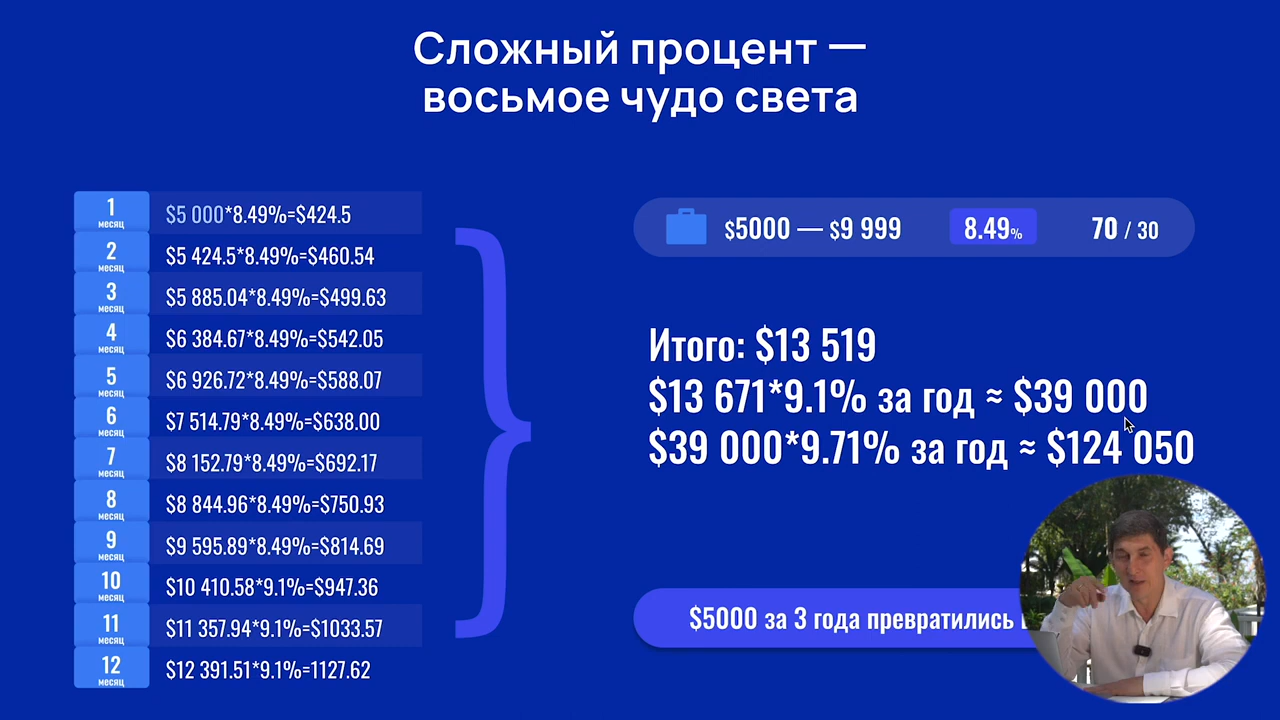 Сложный процент —
восьмое чудо света
1
месяц
$5 000*8.49%=$424.5
2
месяц
$5 424.5*8.49%=$460.54
3
месяц
$5 885.04*8.49%=$499.63
4
месяц
$6 384.67*8.49%=$542.05
5
месяц
$6 926.72*8.49%=$588.07
6
месяц
$7 514.79*8.49%=$638.00
7
месяц
$8 152.79*8.49%=$692.17
8
месяц
$8 844.96*8.49%=$750.93
9
месяц
$9 595.89*8.49%=$814.69
10
месяц
$10 410.58*9.1%=$947.36
11
месяц
$11 357.94*9.1%=$1033.57
12
месяц
$12 391.51*9.1%=1127.62
$5000 — $9 999 8.49% 70 / 30
Итого: $13 519
$13 671*9.1% за год ≈ $39 000
$39 000*9.71% за год ≈ $124 050
$5000 за 3 года превратились